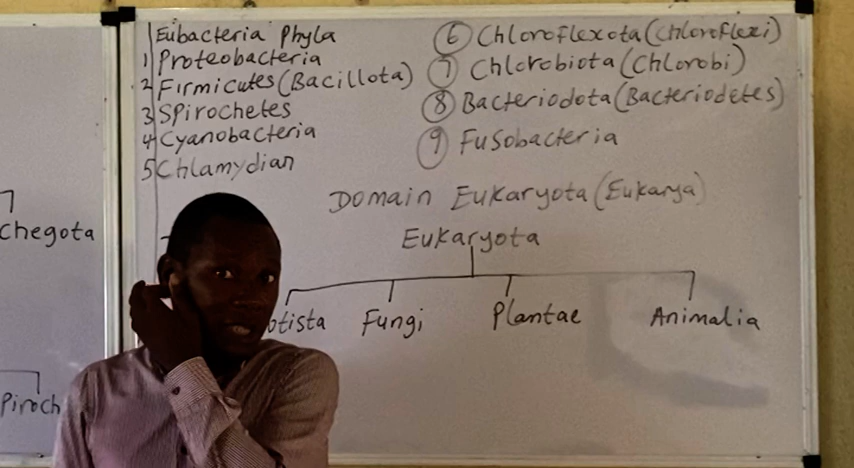 Eubacteria Phyla
1 Proteobacteria
2 Firmicutes (Bacillota)
3 Spirochetes
4 Cyanobacteria
5 Chlamydian
6 Chloroflexota (Chloroflexi)
7 Chlorobiota (Chlorobi)
8 Bacteriodota (Bacteriodetes)
9 Fusobacteria
Domain Eukaryota (Eukarya)
Eukaryota
otista Fungi Plantae Animalia
chegota
Piroch